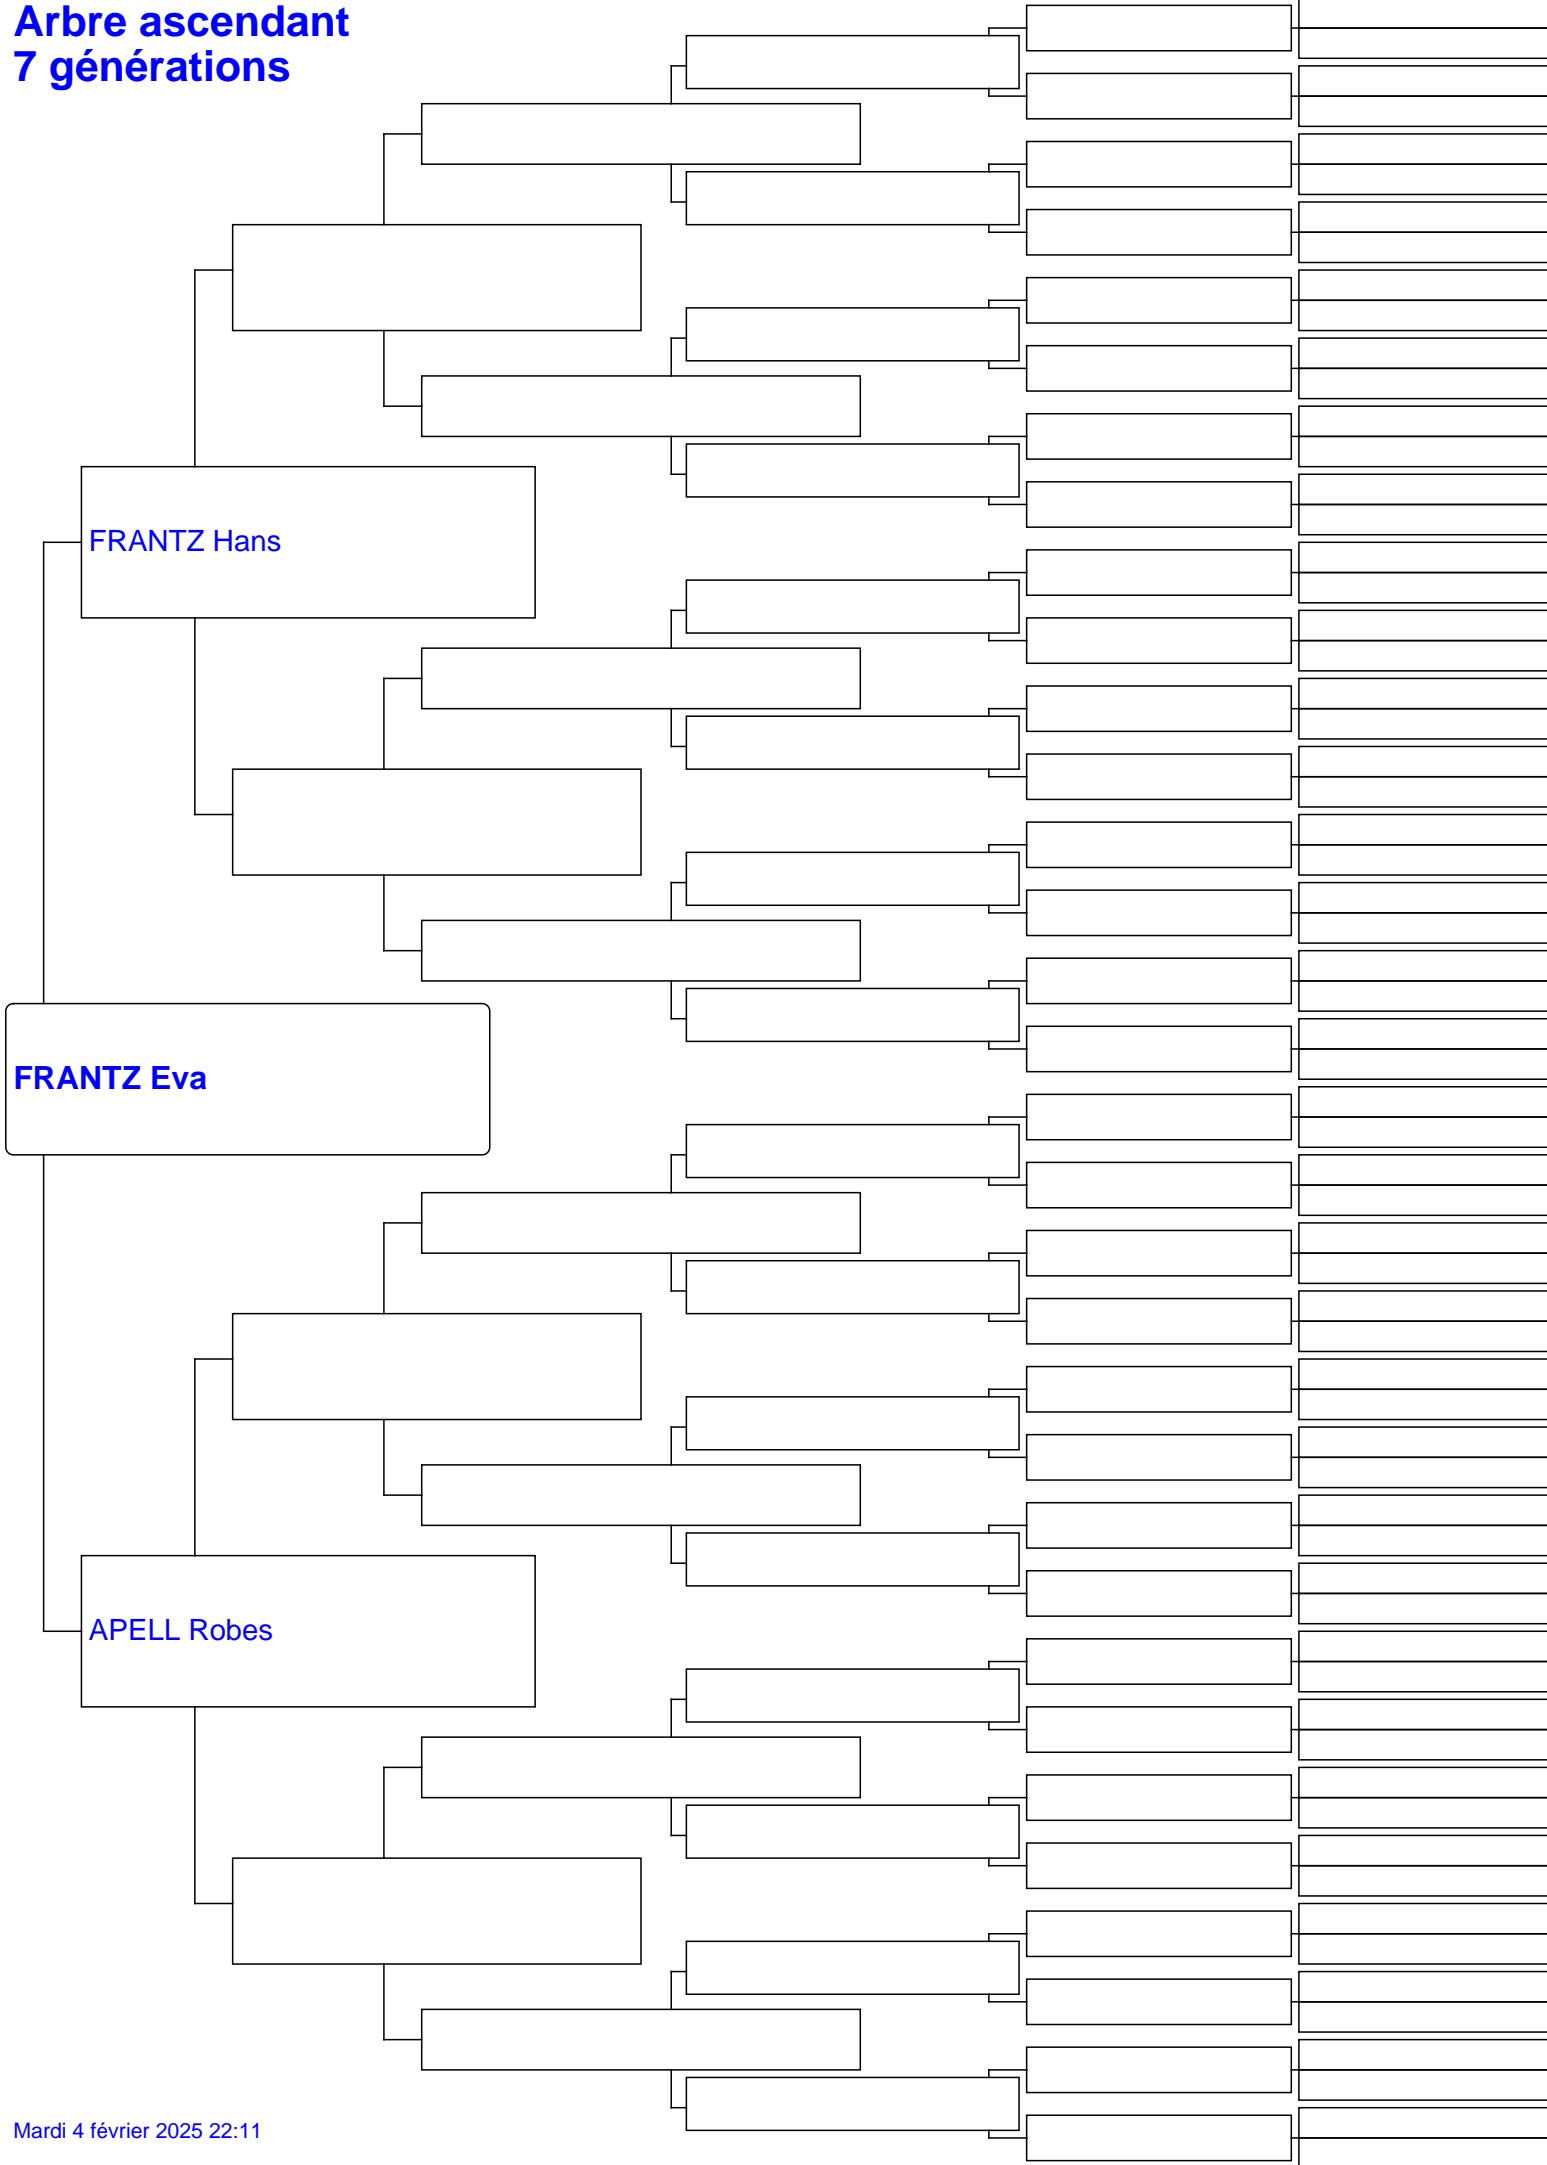 Arbre ascendant
7 générations
FRANTZ Hans
FRANTZ Eva
APELL Robes
Mardi 4 février 2025 22:11